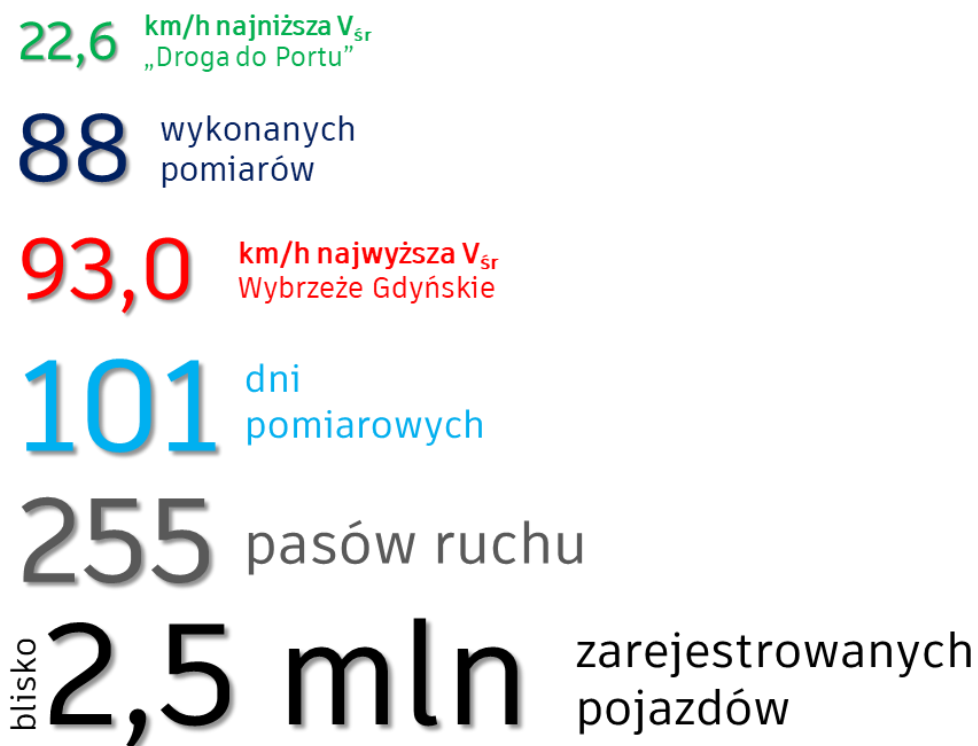 22,6 km/h najniższa Vśr
„Droga do Portu”
88 wykonanych
pomiarów
93,0 km/h najwyższa Vśr
Wybrzeże Gdyńskie
101 dni
pomiarowych
255 pasów ruchu
blisko 2,5 mln zarejestrowanych
pojazdów